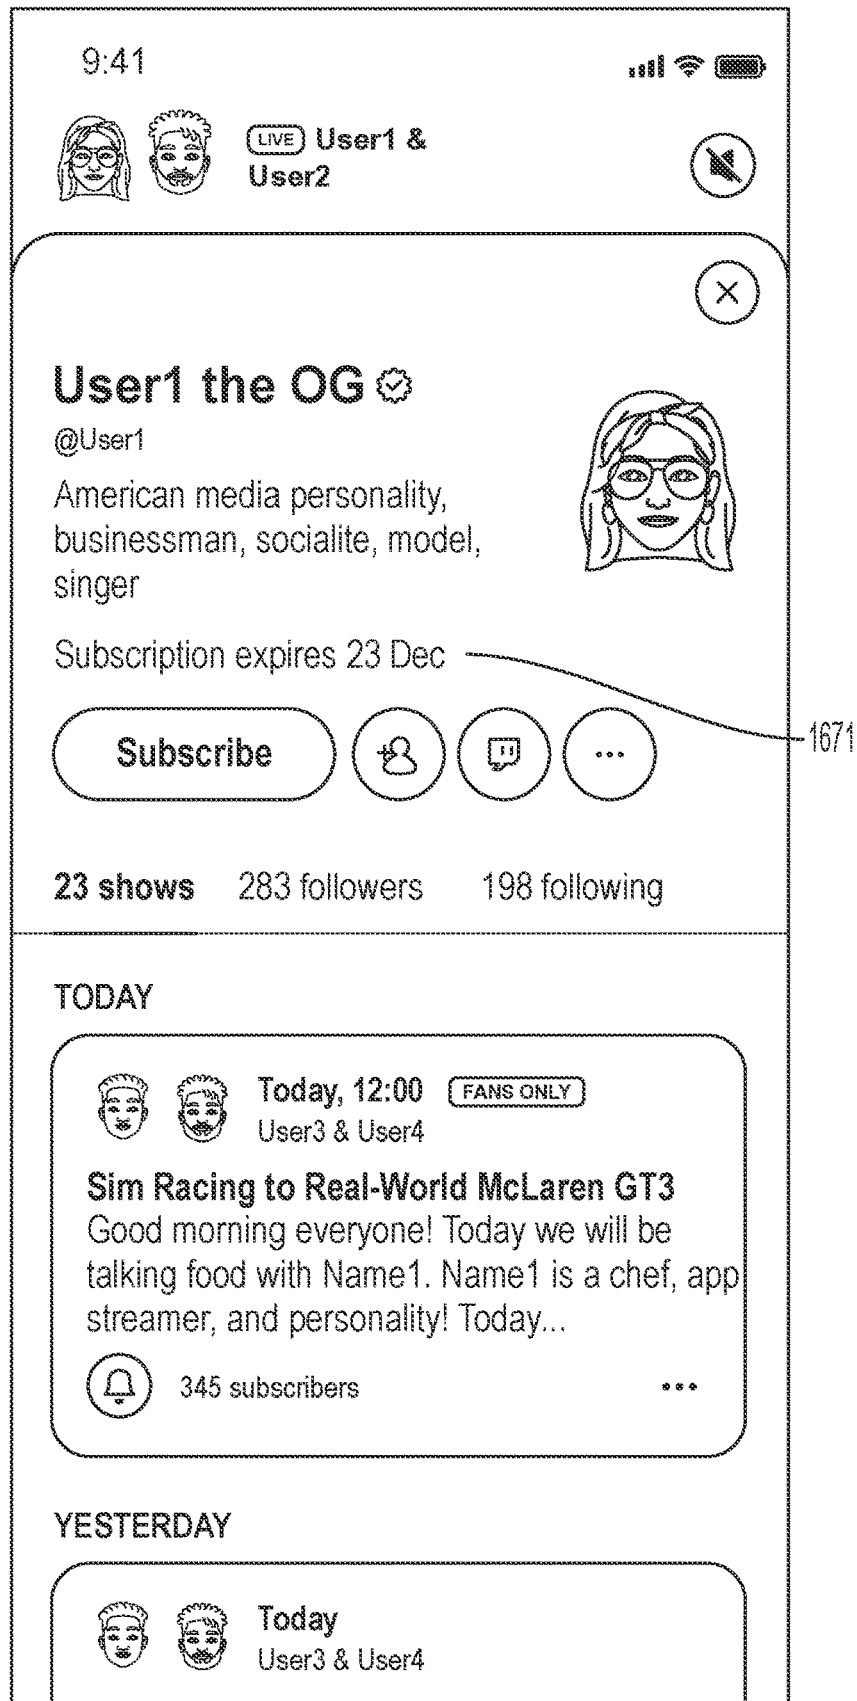 9:41
LIVE User1 &
User2
User1 the OG
@User1
American media personality,
businessman, socialite, model,
singer
Subscription expires 23 Dec
1671
Subscribe
23 shows 283 followers 198 following
TODAY
Today, 12:00 FANS ONLY
User3 & User4
Sim Racing to Real-World McLaren GT3
Good morning everyone! Today we will be
talking food with Name1. Name1 is a chef, app
streamer, and personality! Today...
345 subscribers
YESTERDAY
Today
User3 & User4